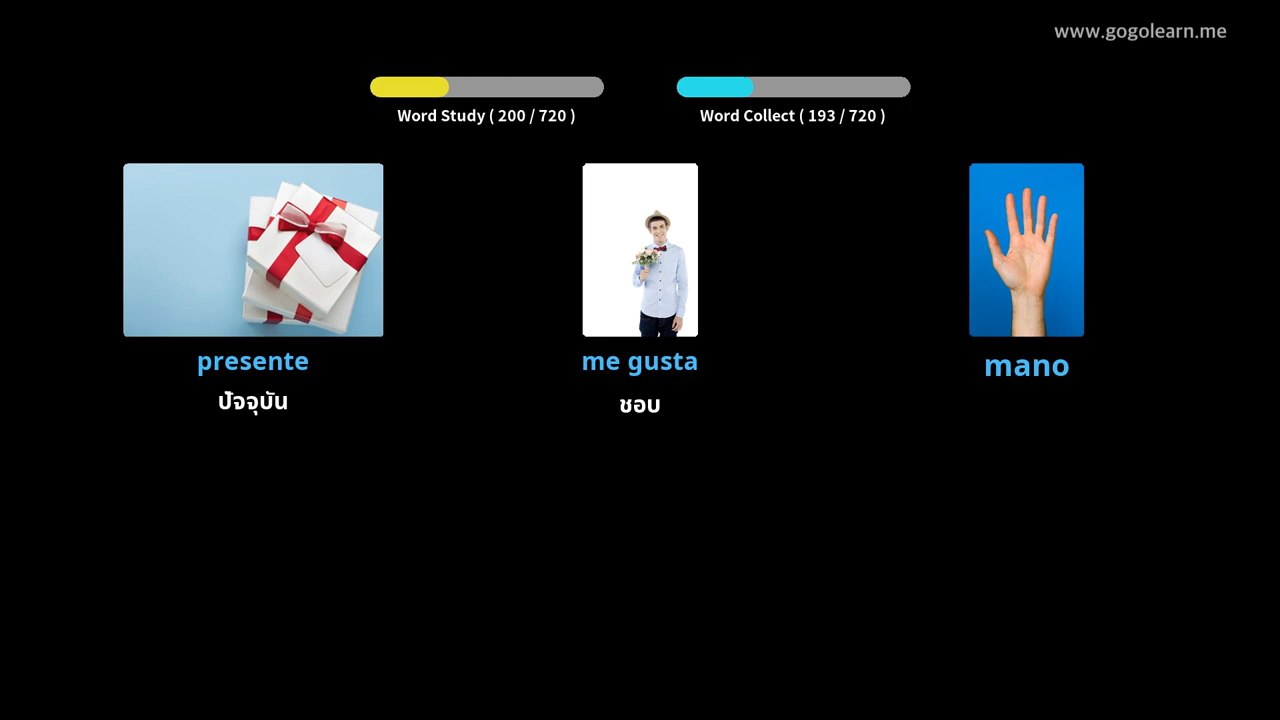 www.gogolearn.me
Word Study ( 200 / 720 )
Word Collect ( 193 / 720 )
presente
ปัจจุบัน
me gusta
ชอบ
mano